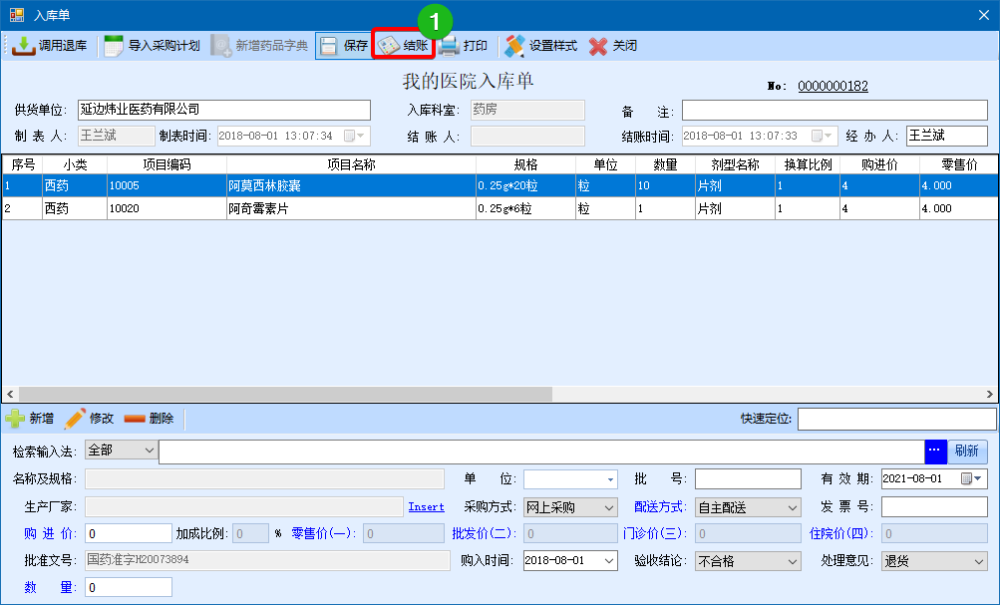 入库单
1
调用退库 导入采购计划 新增药品字典 保存 结账 打印 设置样式 关闭
我的医院入库单
No: 0000000182
供货单位: 延边炜业医药有限公司 入库科室: 药房 备 注:
制 表 人: 王兰斌 制表时间: 2018-08-01 13:07:34 结 账 人: 结账时间: 2018-08-01 13:07:33 经 办 人: 王兰斌
序号 小类 项目编码 项目名称 规格 单位 数量 剂型名称 换算比例 购进价 零售价
1 西药 10005 阿莫西林胶囊 0.25g*20粒 粒 10 片剂 1 4 4.000
2 西药 10020 阿奇霉素片 0.25g*6粒 粒 1 片剂 1 4 4.000
新增 修改 删除 快速定位:
检索输入法: 全部 ... 刷新
名称及规格: 单 位: 批 号: 有 效 期: 2021-08-01
生产厂家: Insert 采购方式: 网上采购 配送方式: 自主配送 发 票 号:
购 进 价: 0 加成比例: 0 % 零售价(一): 0 批发价(二): 0 门诊价(三): 0 住院价(四): 0
批准文号: 国药准字H20073894 购入时间: 2018-08-01 验收结论: 不合格 处理意见: 退货
数 量: 0